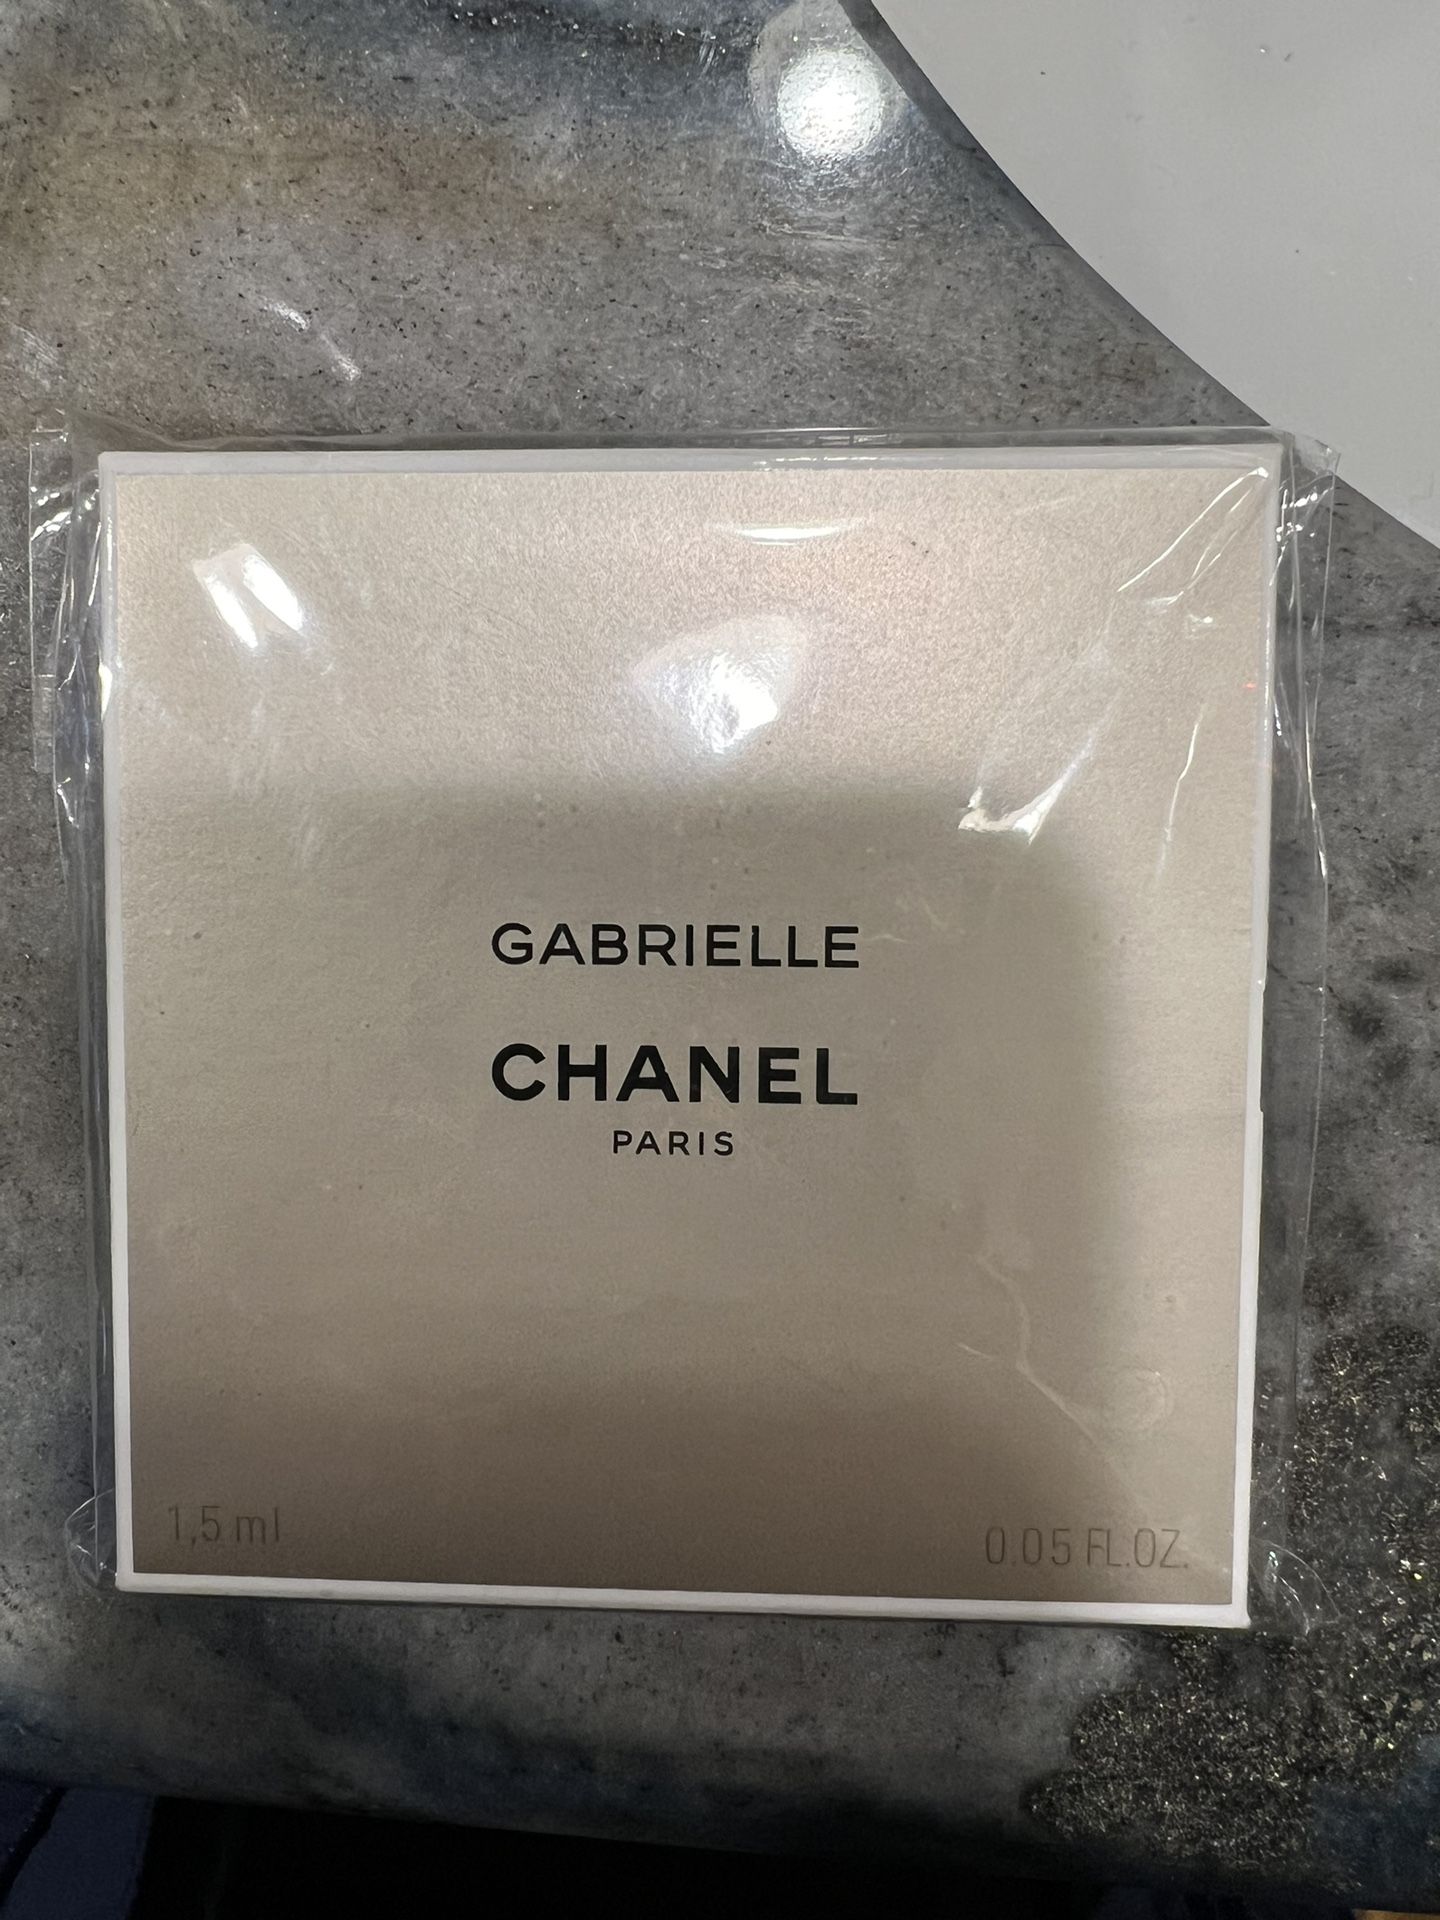 GABRIELLE
CHANEL
PARIS
1,5 ml 0.05 FL.OZ.